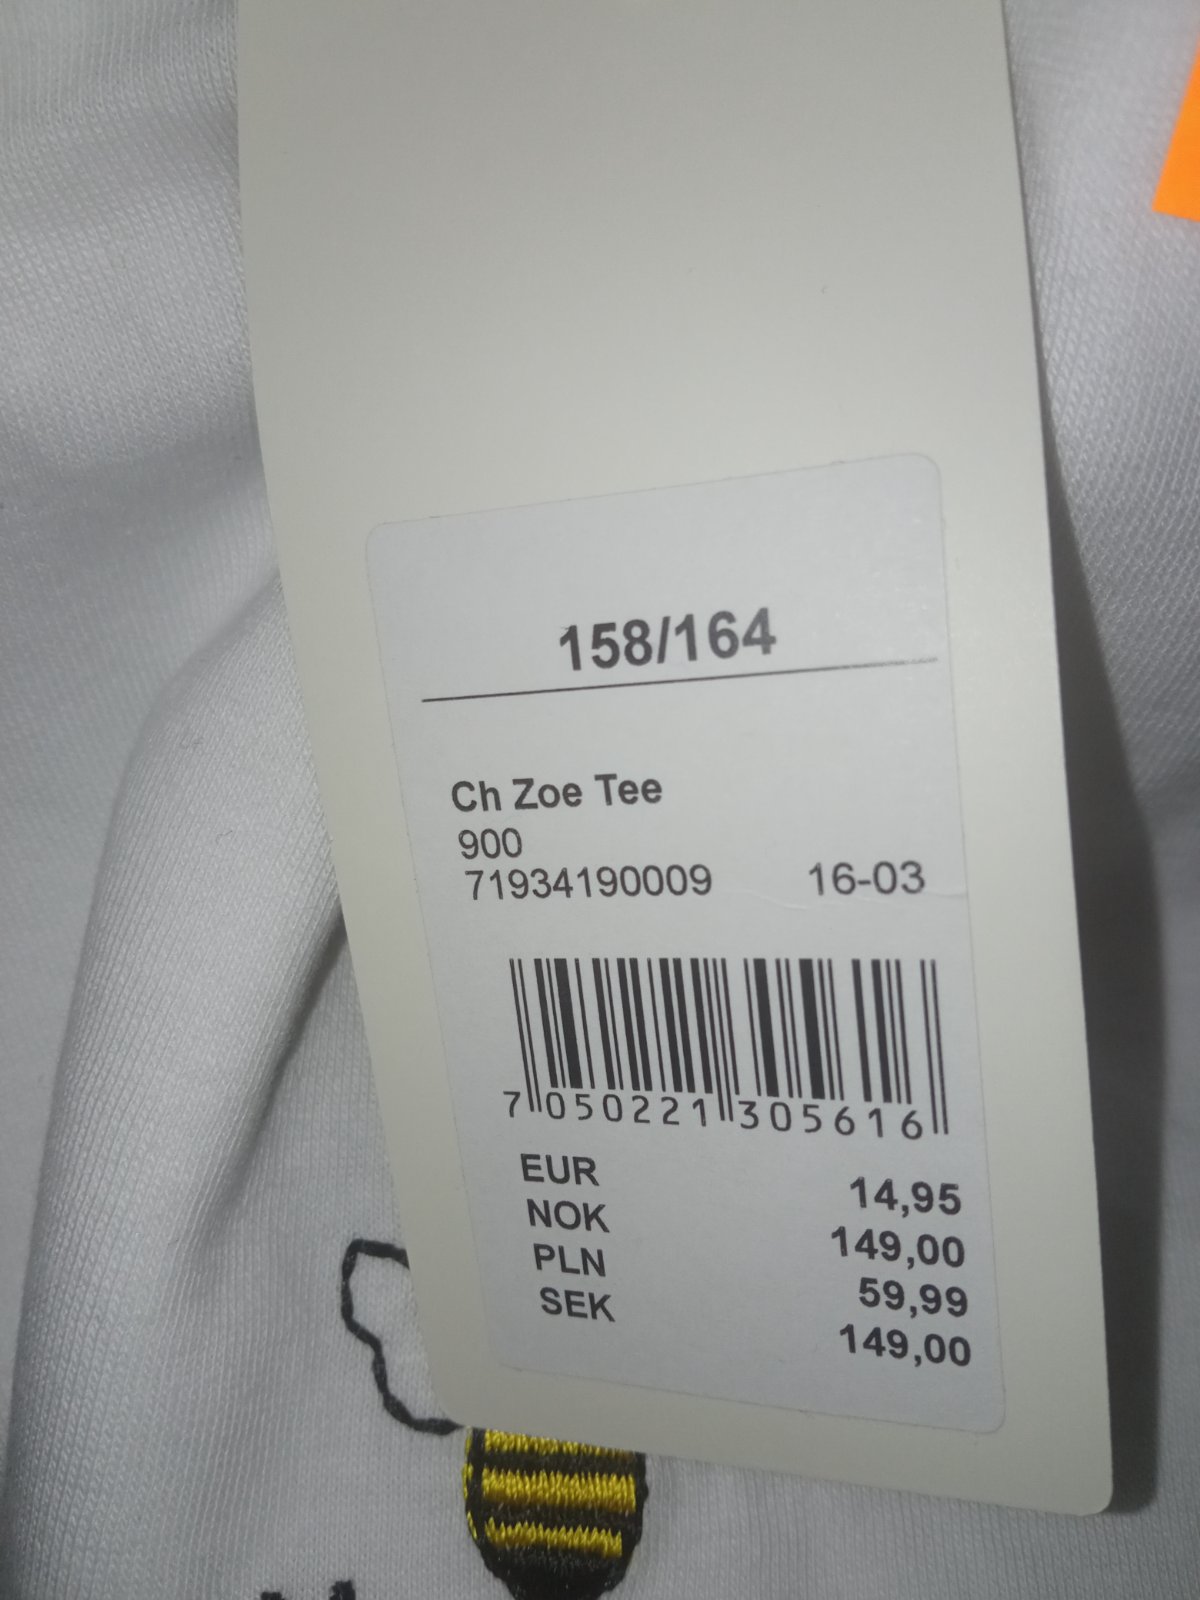 158/164
Ch Zoe Tee
900
71934190009 16-03
7 050221 305616
EUR 14,95
NOK 149,00
PLN 59,99
SEK 149,00